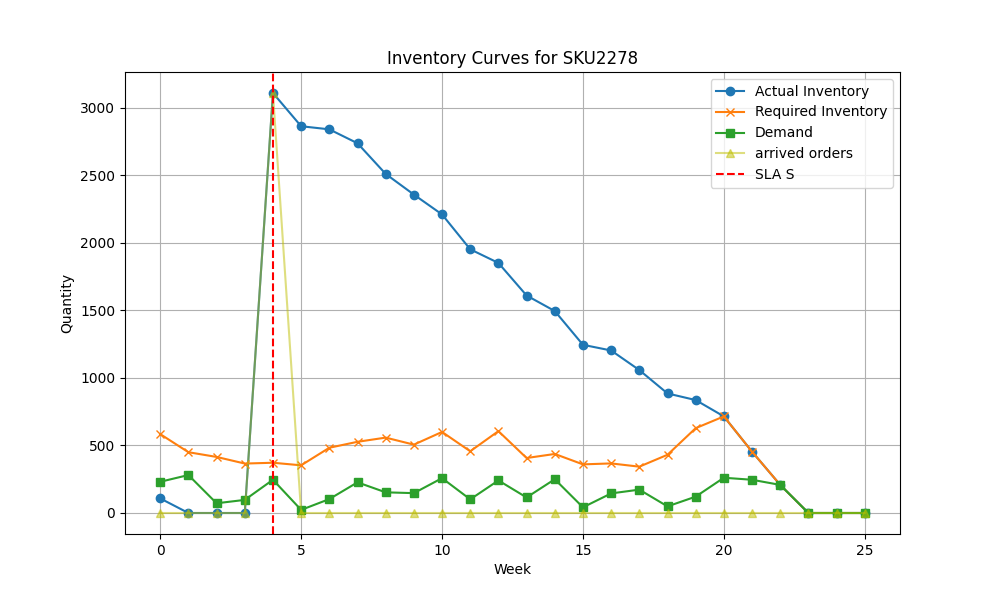 Inventory Curves for SKU2278
Actual Inventory
Required Inventory
Demand
arrived orders
SLA S
Quantity
3000
2500
2000
1500
1000
500
0
0 5 10 15 20 25
Week